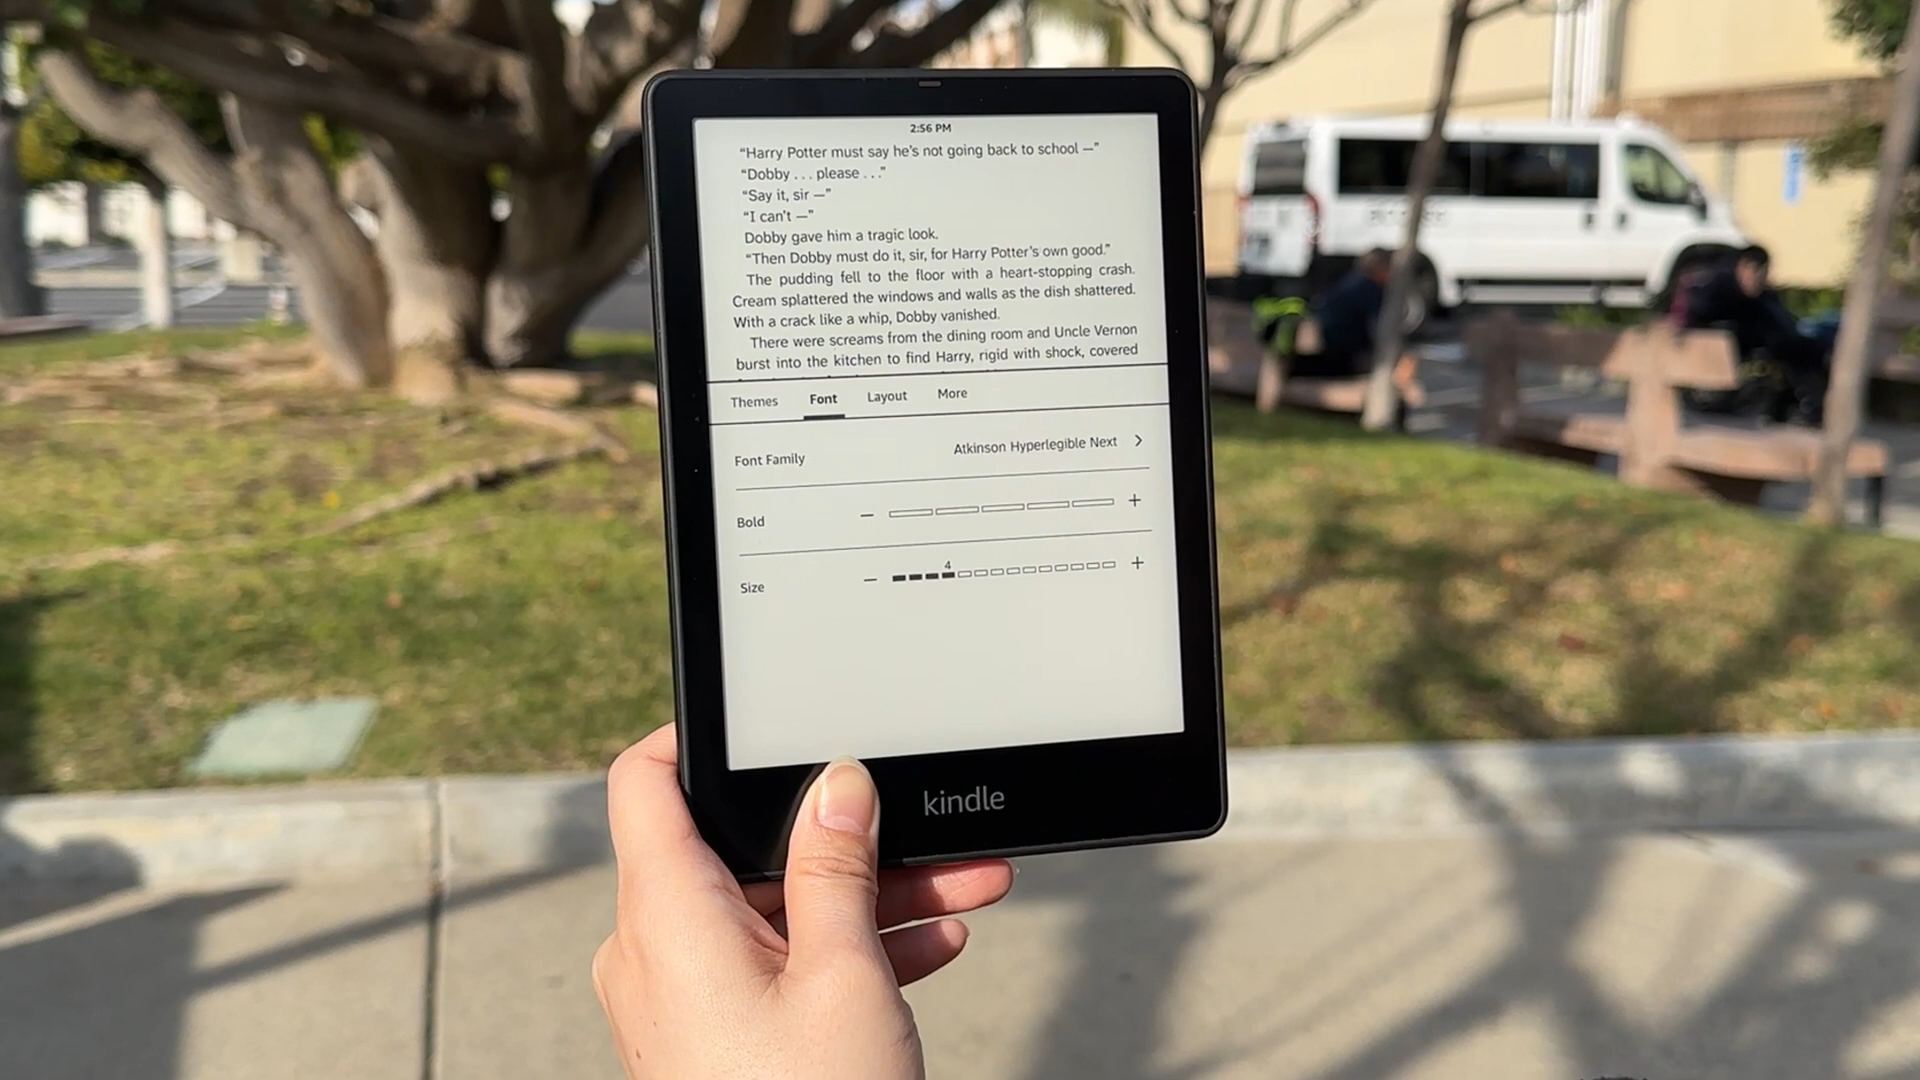 2:56 PM
“Harry Potter must say he’s not going back to school —”
“Dobby . . . please . . .”
“Say it, sir —”
“I can’t —”
Dobby gave him a tragic look.
“Then Dobby must do it, sir, for Harry Potter’s own good.”
The pudding fell to the floor with a heart-stopping crash.
Cream splattered the windows and walls as the dish shattered.
With a crack like a whip, Dobby vanished.
There were screams from the dining room and Uncle Vernon
burst into the kitchen to find Harry, rigid with shock, covered
Themes Font Layout More
Font Family Atkinson Hyperlegible Next >
Bold − +
4
Size − +
kindle